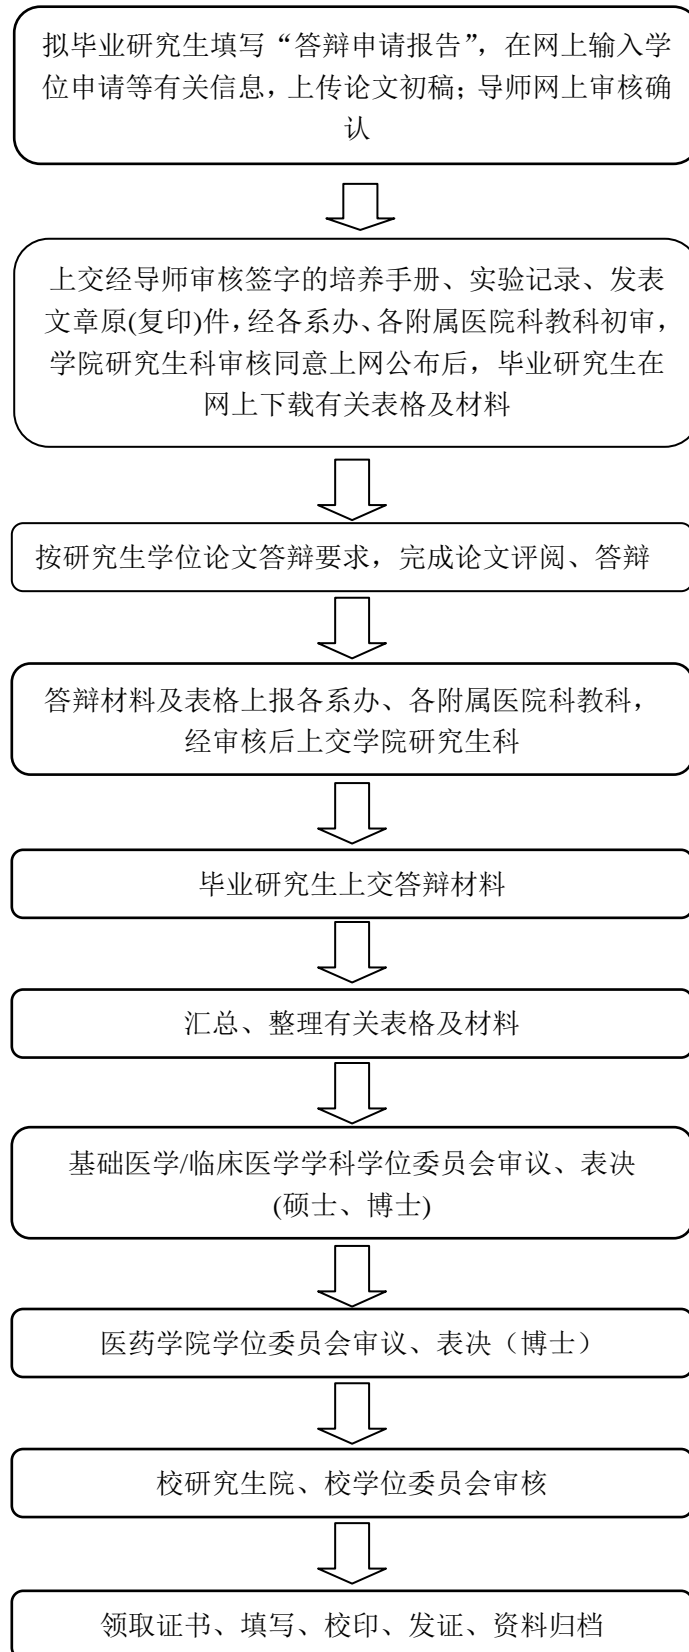 拟毕业研究生填写“答辩申请报告”，在网上输入学
位申请等有关信息，上传论文初稿；导师网上审核确
认
上交经导师审核签字的培养手册、实验记录、发表
文章原(复印)件，经各系办、各附属医院科教科初审，
学院研究生科审核同意上网公布后，毕业研究生在
网上下载有关表格及材料
按研究生学位论文答辩要求，完成论文评阅、答辩
答辩材料及表格上报各系办、各附属医院科教科，
经审核后上交学院研究生科
毕业研究生上交答辩材料
汇总、整理有关表格及材料
基础医学/临床医学学科学位委员会审议、表决
(硕士、博士)
医药学院学位委员会审议、表决（博士）
校研究生院、校学位委员会审核
领取证书、填写、校印、发证、资料归档